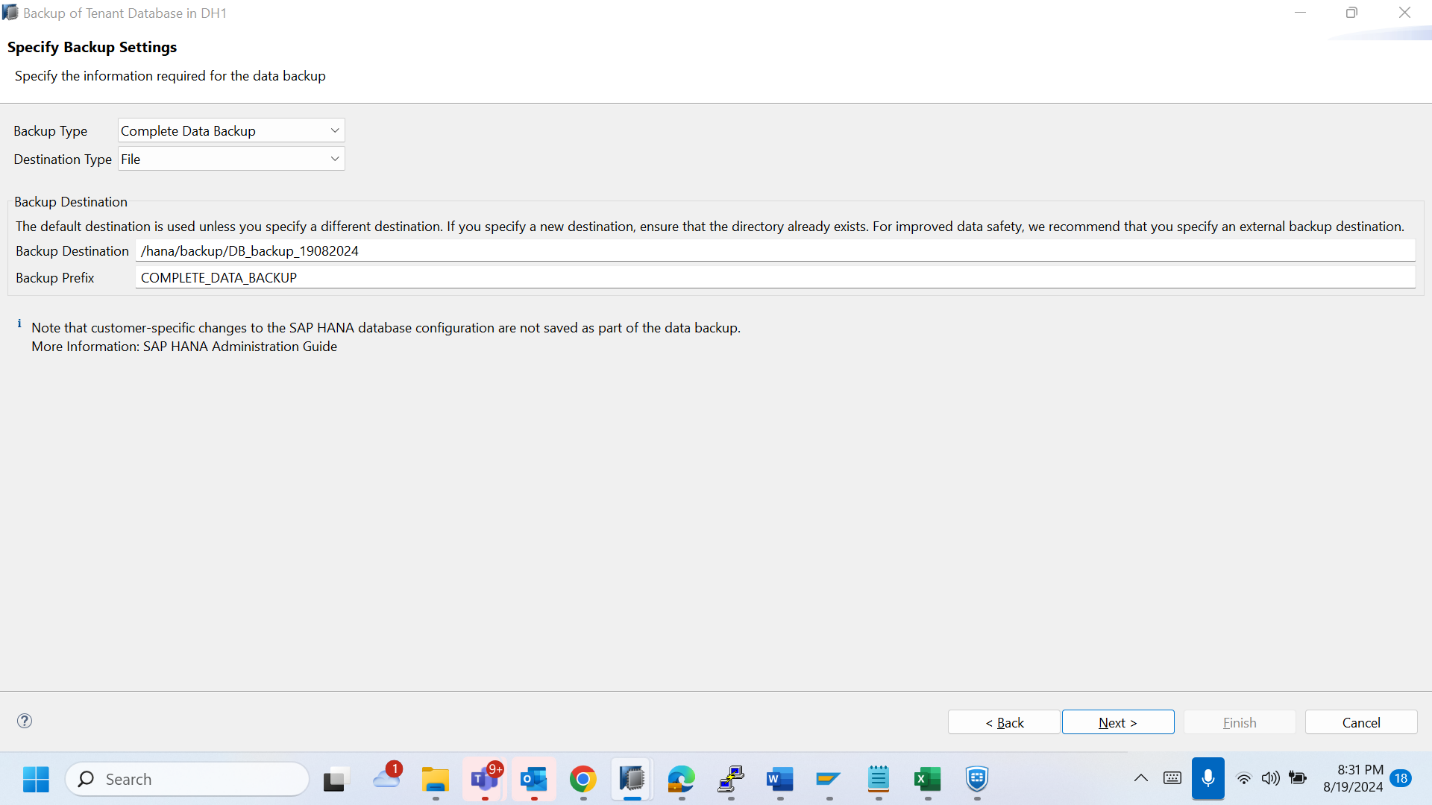 Backup of Tenant Database in DH1
Specify Backup Settings
Specify the information required for the data backup
Backup Type Complete Data Backup
Destination Type File
Backup Destination
The default destination is used unless you specify a different destination. If you specify a new destination, ensure that the directory already exists. For improved data safety, we recommend that you specify an external backup destination.
Backup Destination /hana/backup/DB_backup_19082024
Backup Prefix COMPLETE_DATA_BACKUP
i Note that customer-specific changes to the SAP HANA database configuration are not saved as part of the data backup.
More Information: SAP HANA Administration Guide
? < Back Next > Finish Cancel
Search 1 9+ 8:31 PM
8/19/2024 18